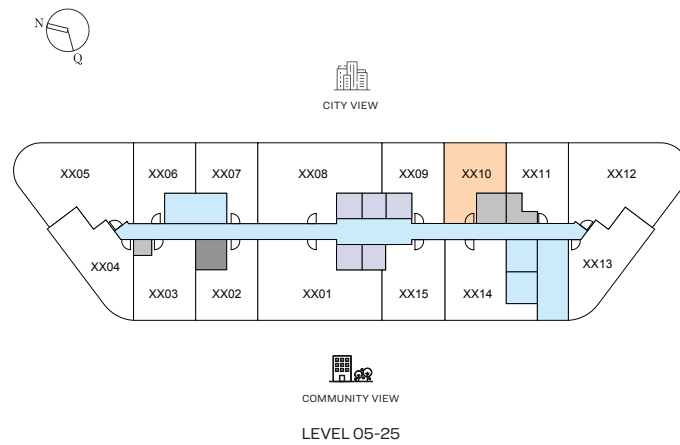 N
Q
CITY VIEW
XX05 XX06 XX07 XX08 XX09 XX10 XX11 XX12
XX04 XX13
XX03 XX02 XX01 XX15 XX14
COMMUNITY VIEW
LEVEL 05-25